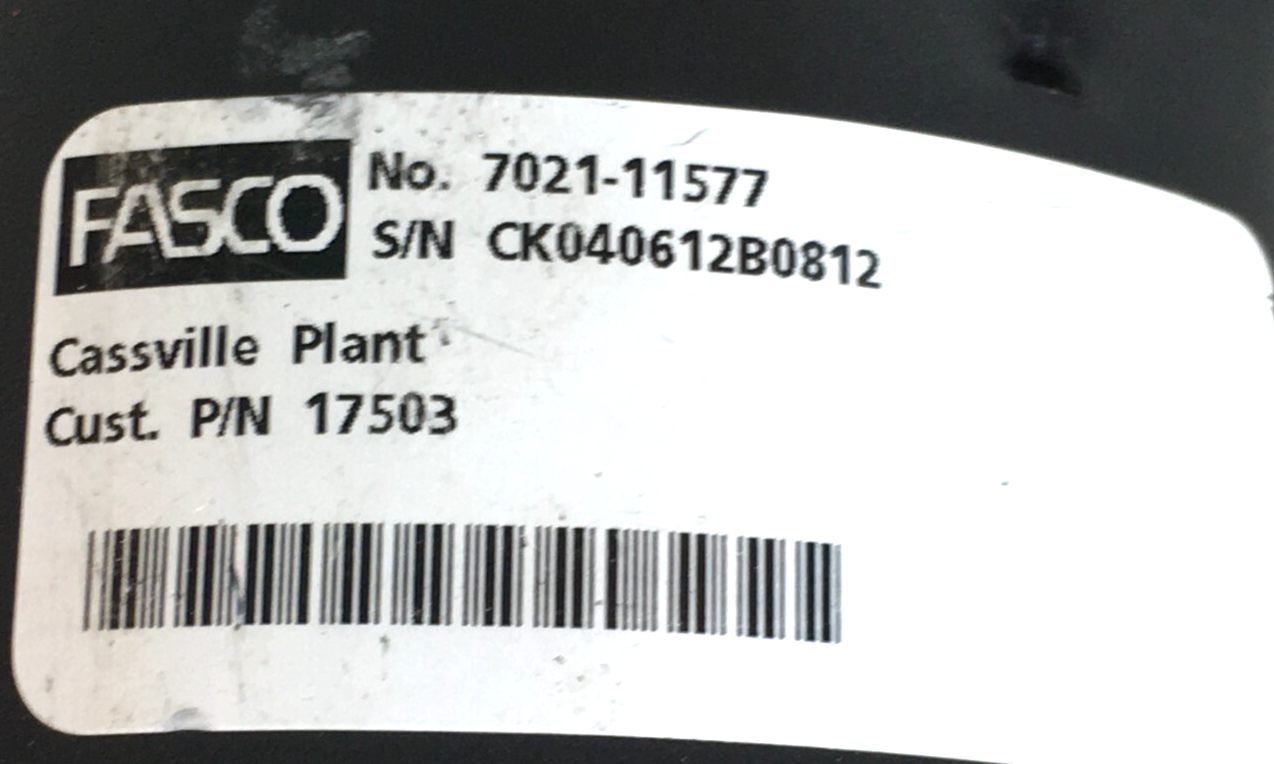 FASCO
No. 7021-11577
S/N CK040612B0812
Cassville Plant
Cust. P/N 17503